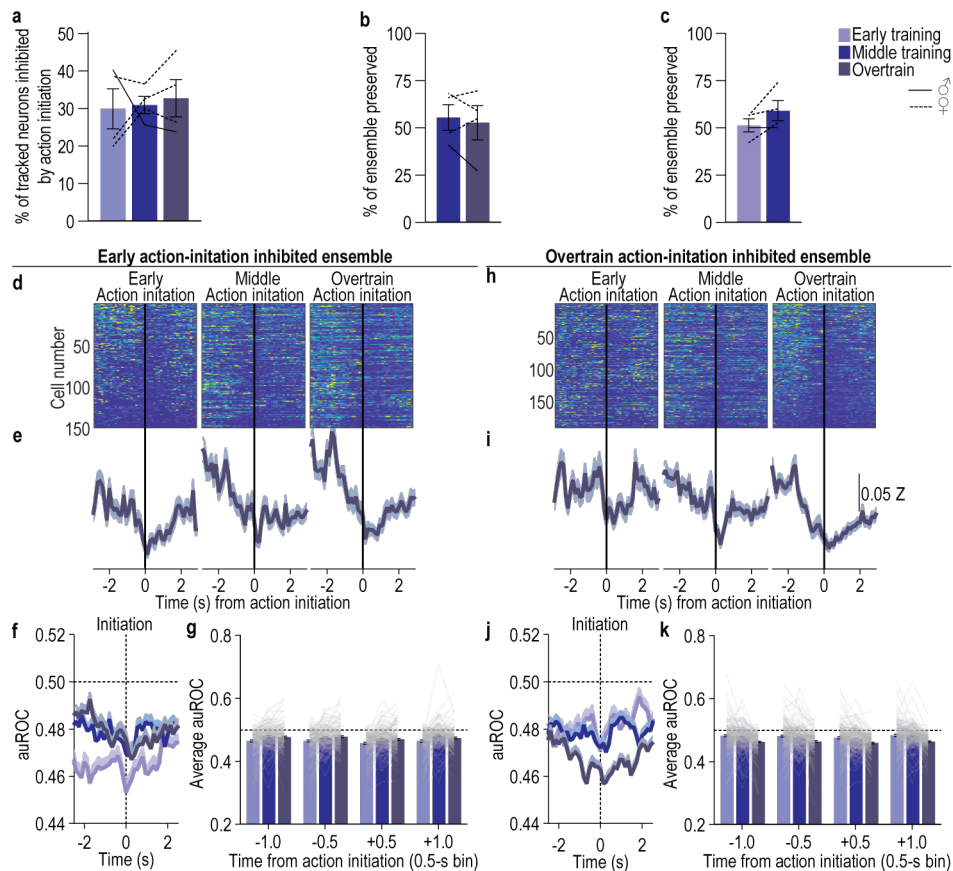 a
% of tracked neurons inhibited
by action initiation
50
40
30
20
10
0
b
% of ensemble preserved
100
75
50
25
0
c
% of ensemble preserved
100
75
50
25
0
Early training
Middle training
Overtrain
♂
♀
Early action-initation inhibited ensemble
d
Early
Action initation
Middle
Action initation
Overtrain
Action initation
Cell number
50
100
150
e
-2 0 2 -2 0 2 -2 0 2
Time (s) from action initiation
Overtrain action-initation inhibited ensemble
h
Early
Action initation
Middle
Action initation
Overtrain
Action initation
50
100
150
i
0.05 Z
-2 0 2 -2 0 2 -2 0 2
Time (s) from action initiation
f
Initiation
auROC
0.52
0.50
0.48
0.46
0.44
-2 0 2
Time (s)
g
Average auROC
0.8
0.6
0.4
0.2
-1.0 -0.5 +0.5 +1.0
Time from action initiation (0.5-s bin)
j
Initiation
auROC
0.52
0.50
0.48
0.46
0.44
-2 0 2
Time (s)
k
Average auROC
0.8
0.6
0.4
0.2
-1.0 -0.5 +0.5 +1.0
Time from action initiation (0.5-s bin)